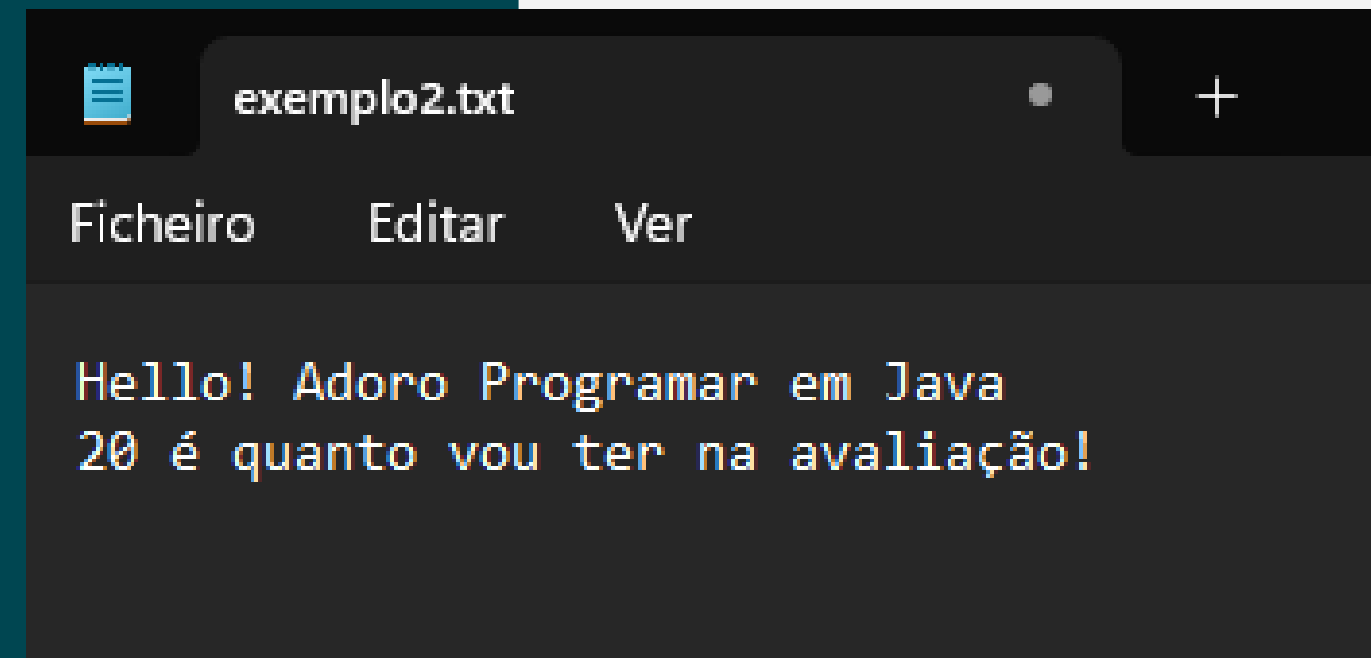 exemplo2.txt
Ficheiro Editar Ver
Hello! Adoro Programar em Java
20 é quanto vou ter na avaliação!